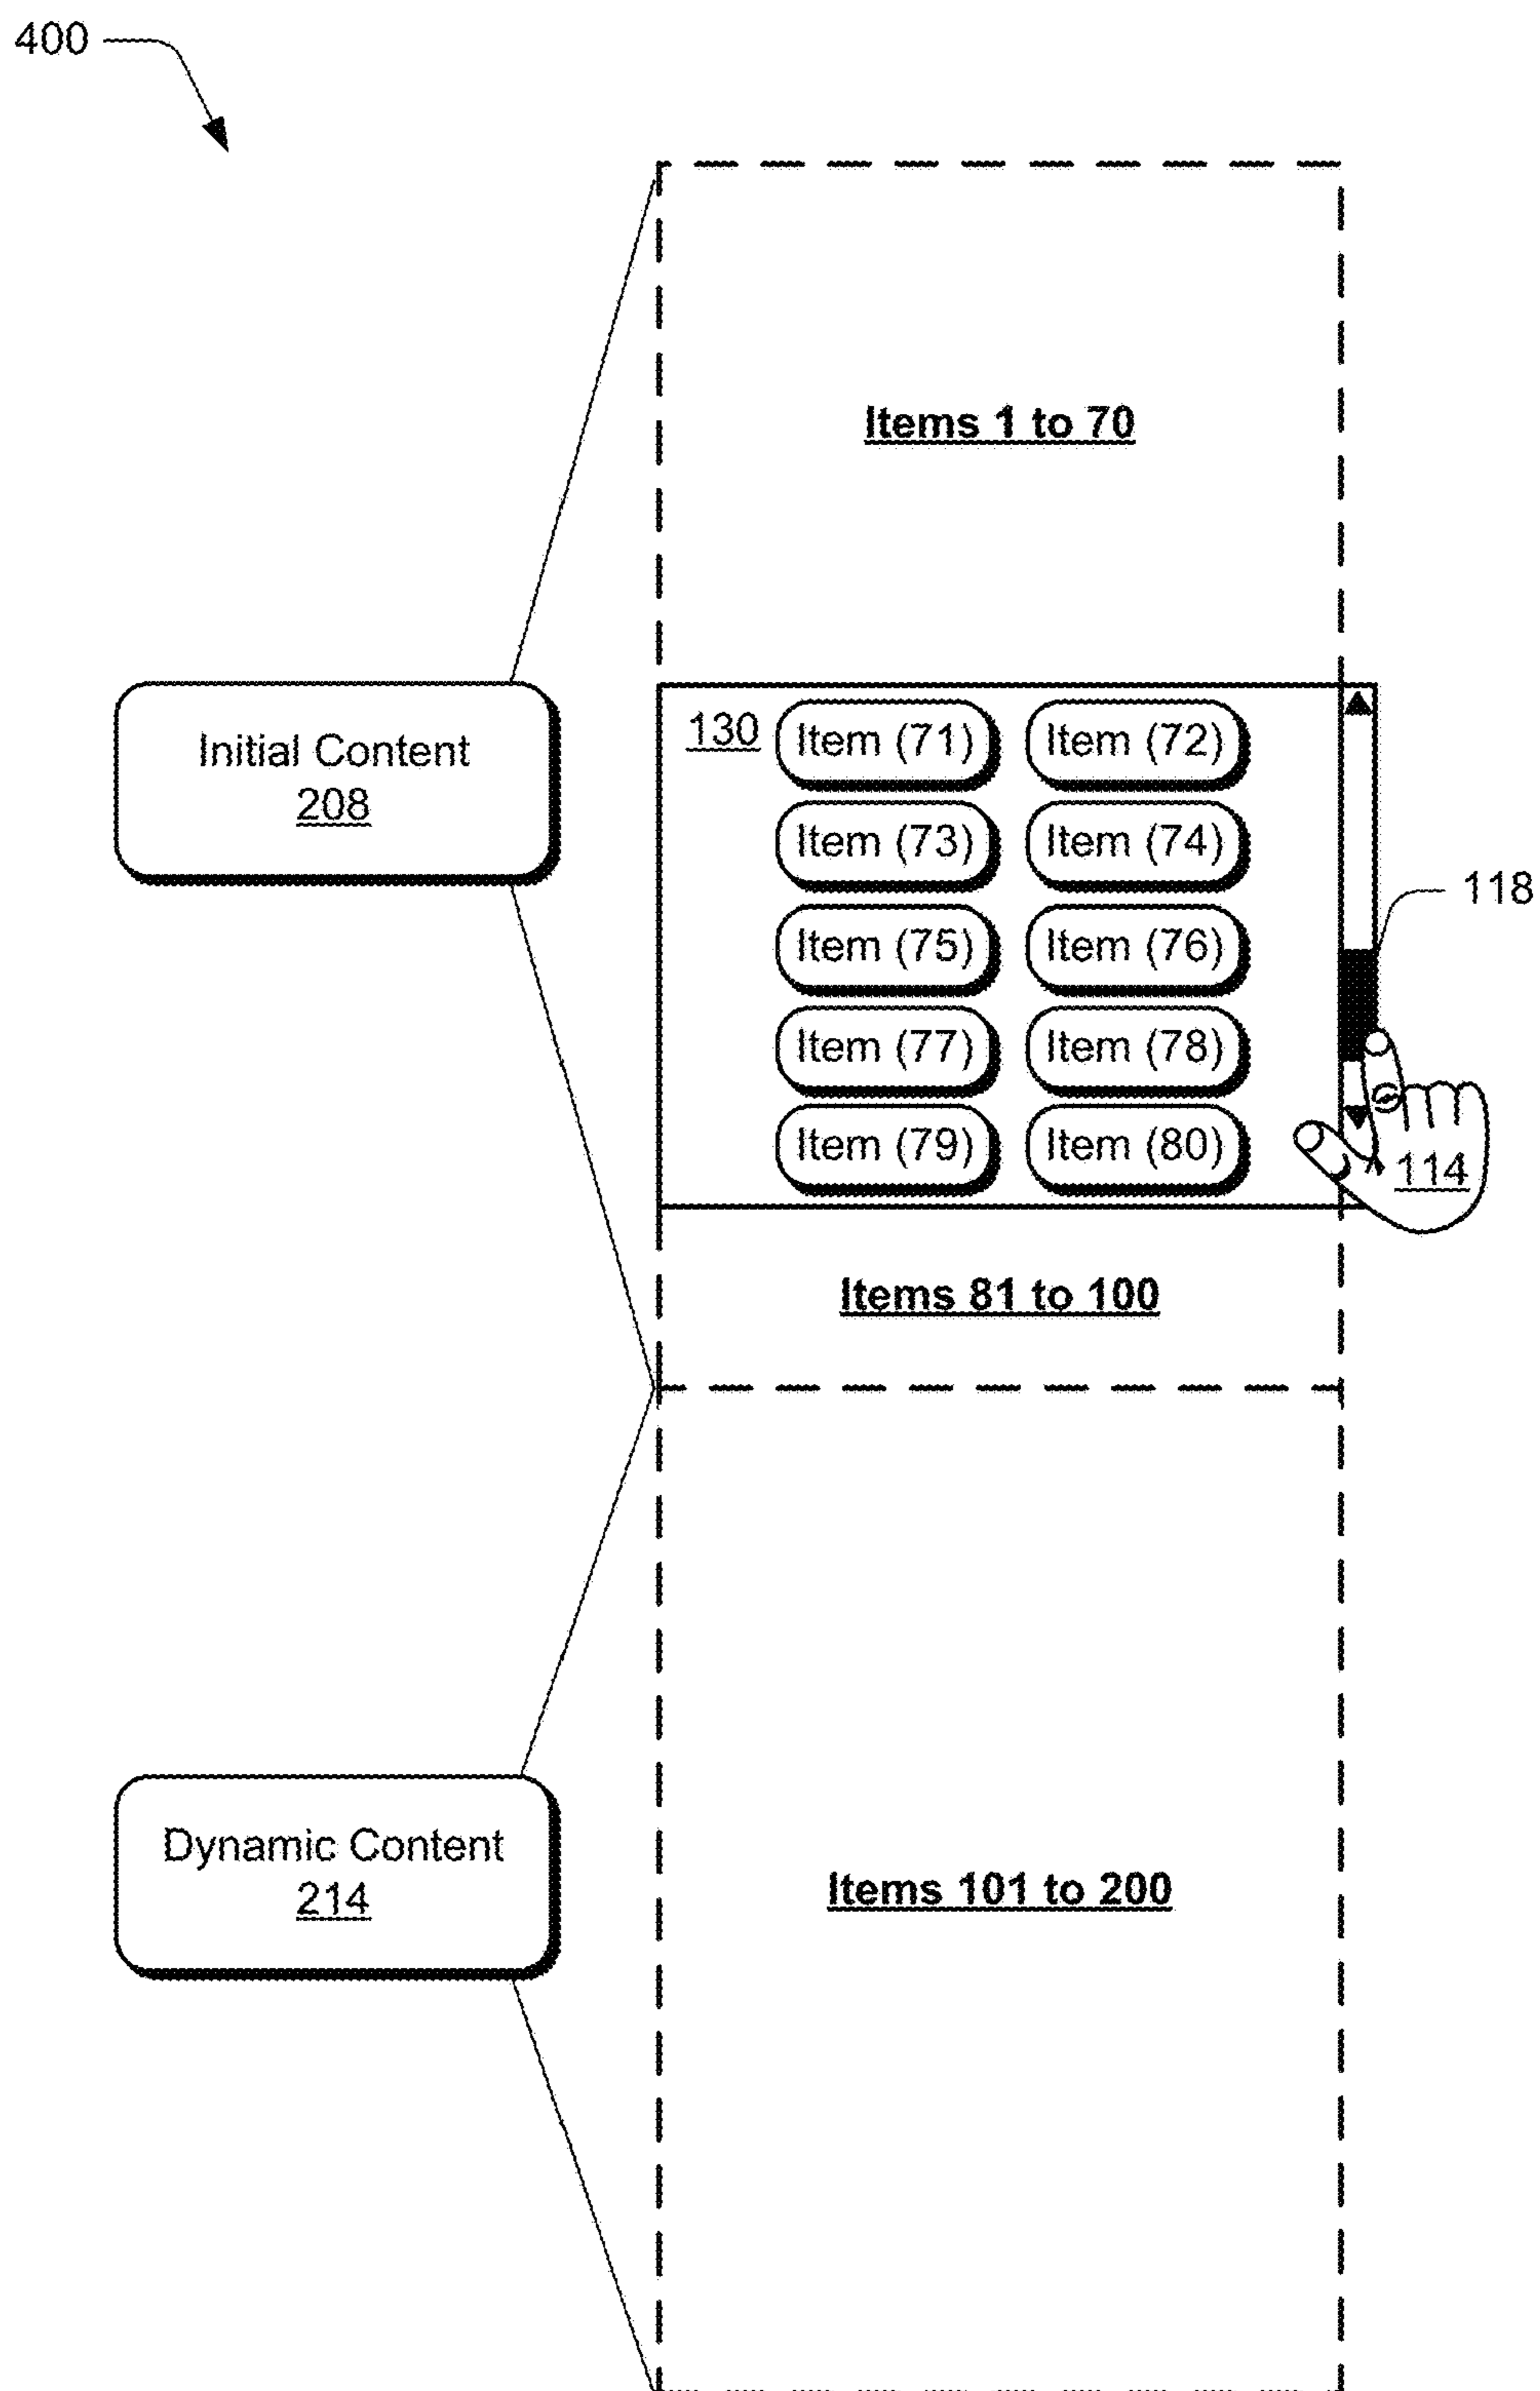 400
Items 1 to 70
Initial Content
208
130
Item (71) Item (72)
Item (73) Item (74)
Item (75) Item (76)
Item (77) Item (78)
Item (79) Item (80)
118
114
Items 81 to 100
Dynamic Content
214
Items 101 to 200